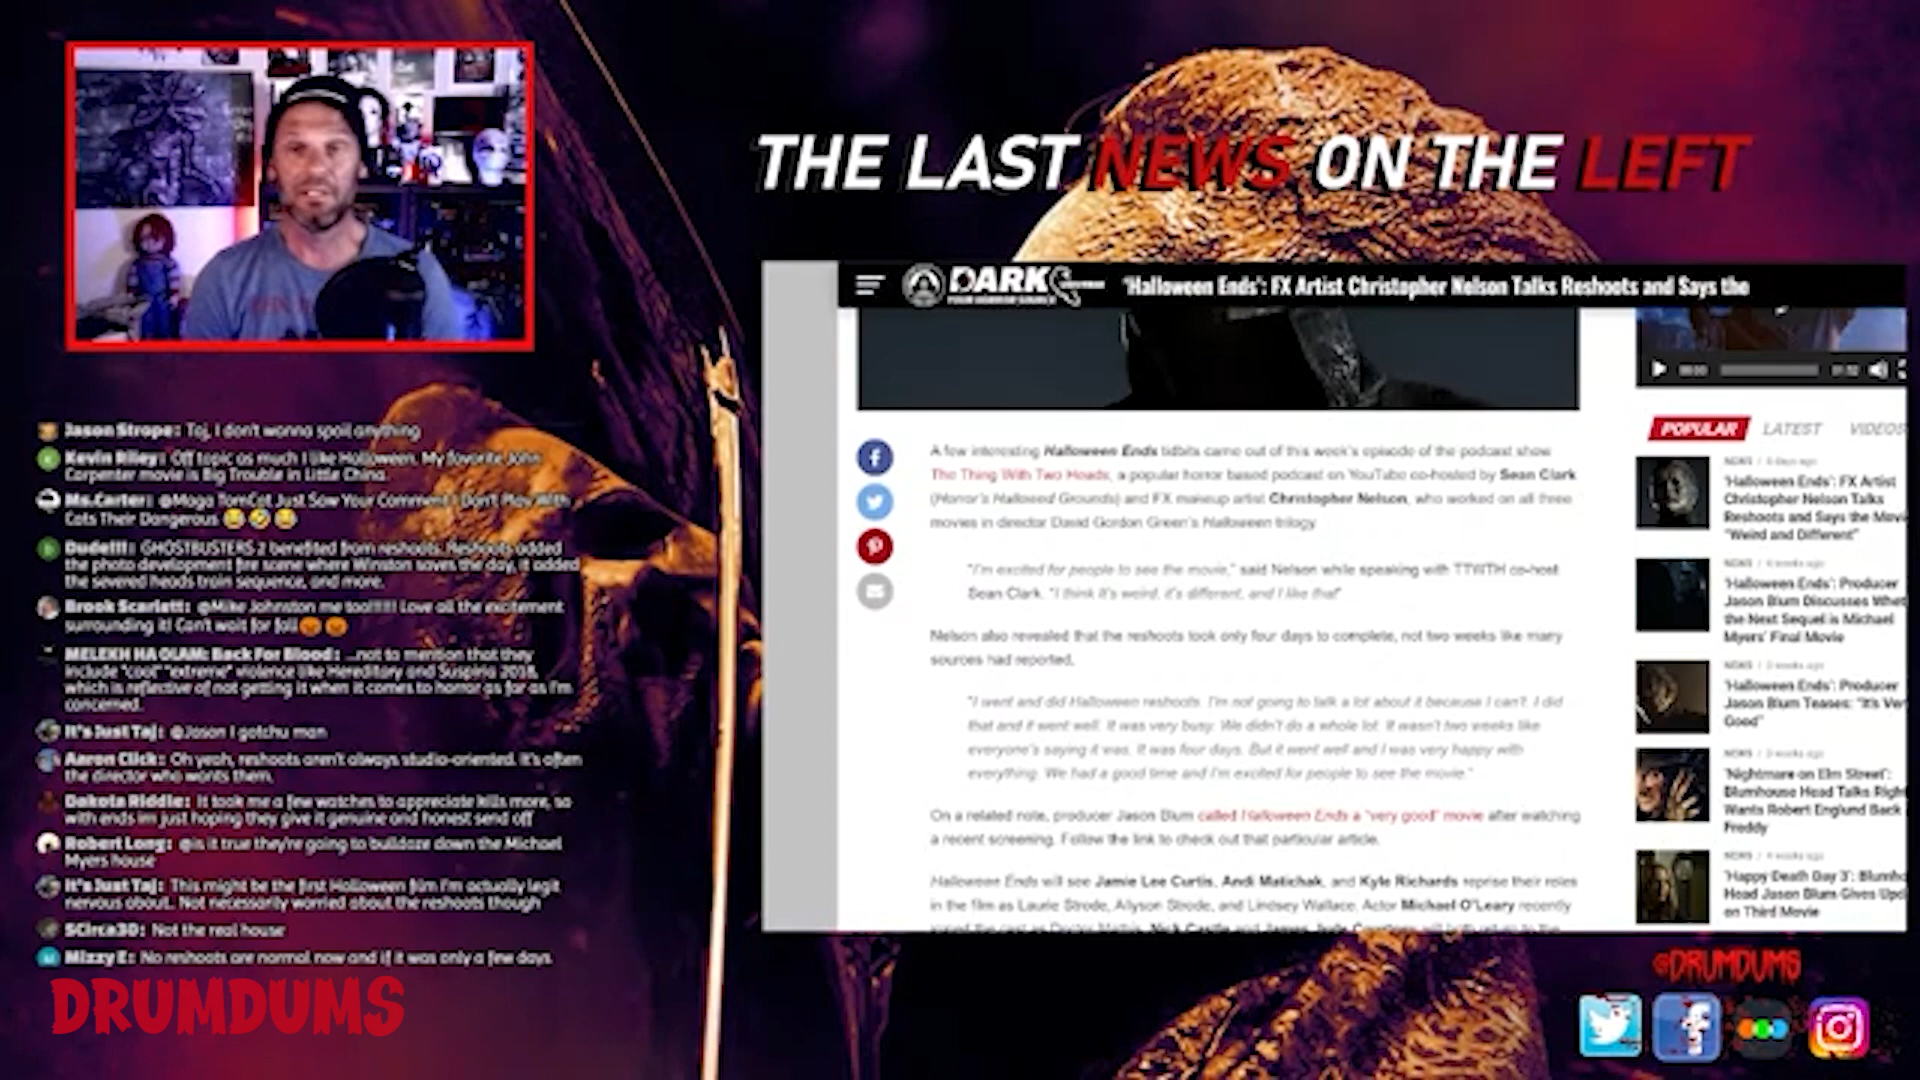 THE LAST NEWS ON THE LEFT
DARK
'Halloween Ends': FX Artist Christopher Nelson Talks Reshoots and Says the
Jason Strope: Taj, I don't wanna spoil anything
Kevin Riley: Off topic as much I like Halloween. My favorite John
Carpenter movie is Big Trouble in Little China.
Ms.Carter: @Maga TomCat Just Saw Your Comment I Don't Play With
Cats Their Dangerous 😂 🤣 😂
Dudettt: GHOSTBUSTERS 2 benefited from reshoots. Reshoots added
the photo development fire scene where Winston saves the day, it added
the severed heads train sequence, and more.
Brook Scarlett: @Mike Johnston me too!!!!!! Love all the excitement
surrounding it! Can't wait for fall🎃 🎃
MELEKH HA OLAM: Back For Blood: ...not to mention that they
include "cool" "extreme" violence like Hereditary and Suspiria 2018,
which is reflective of not getting it when it comes to horror as far as I'm
concerned.
It's Just Taj: @Jason I gotchu man
Aaron Click: Oh yeah, reshoots aren't always studio-oriented. It's often
the director who wants them.
Dakota Riddle: It took me a few watches to appreciate kills more, so
with ends im just hoping they give it genuine and honest send off
Robert Long: @is it true they're going to bulldoze down the Michael
Myers house
It's Just Taj: This might be the first Halloween film I'm actually legit
nervous about.. Not necessarily worried about the reshoots though
SCirca30: Not the real house
Mizzy E: No reshoots are normal now and if it was only a few days
DRUMDUMS
A few interesting Halloween Ends tidbits came out of this week's episode of the podcast show
The Thing With Two Heads, a popular horror based podcast on YouTube co-hosted by Sean Clark
(Horror's Hallowed Grounds) and FX makeup artist Christopher Nelson, who worked on all three
movies in director David Gordon Green's Halloween trilogy.
"I'm excited for people to see the movie," said Nelson while speaking with TTWTH co-host
Sean Clark. "I think it's weird, it's different, and I like that"
Nelson also revealed that the reshoots took only four days to complete, not two weeks like many
sources had reported.
"I went and did Halloween reshoots. I'm not going to talk a lot about it because I can't. I did
that and it went well. It was very busy. We didn't do a whole lot. It wasn't two weeks like
everyone's saying it was. It was four days. But it went well and I was very happy with
everything. We had a good time and I'm excited for people to see the movie."
On a related note, producer Jason Blum called Halloween Ends a "very good" movie after watching
a recent screening. Follow the link to check out that particular article.
Halloween Ends will see Jamie Lee Curtis, Andi Matichak, and Kyle Richards reprise their roles
in the film as Laurie Strode, Allyson Strode, and Lindsey Wallace. Actor Michael O'Leary recently
POPULAR LATEST VIDEOS
'Halloween Ends': FX Artist
Christopher Nelson Talks
Reshoots and Says the Movi
"Weird and Different"
'Halloween Ends': Producer
Jason Blum Discusses Whet
the Next Sequel is Michael
Myers' Final Movie
'Halloween Ends': Producer
Jason Blum Teases: "It's Ver
Good"
'Nightmare on Elm Street':
Blumhouse Head Talks Righ
Wants Robert Englund Back
Freddy
'Happy Death Day 3': Blumho
Head Jason Blum Gives Upd
on Third Movie
@DRUMDUMS